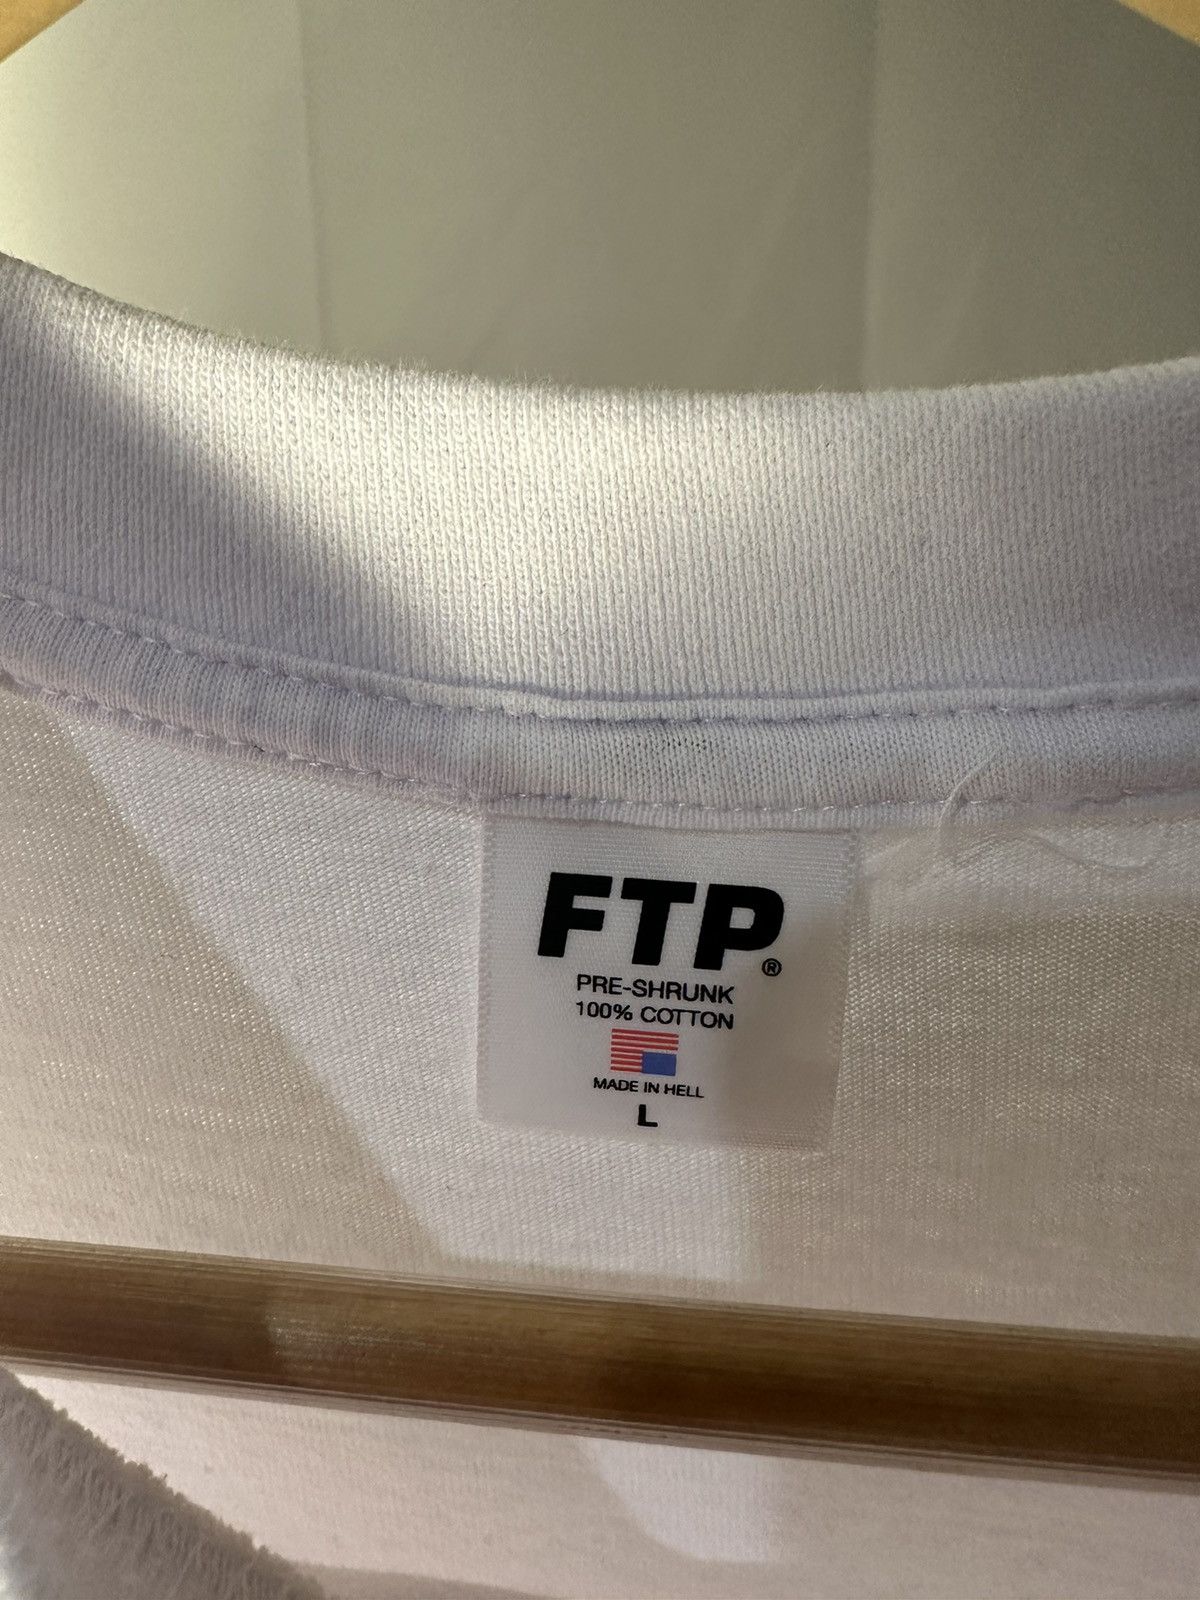 FTP®
PRE-SHRUNK
100% COTTON
MADE IN HELL
L